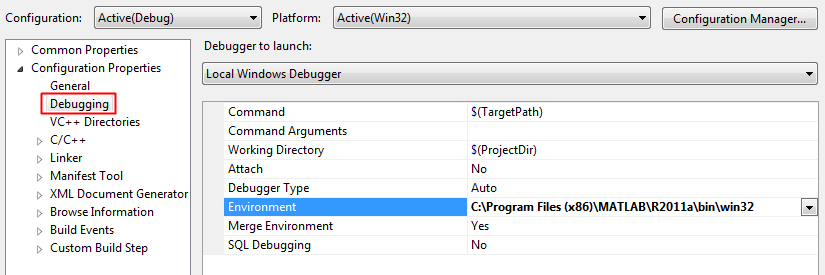 Configuration: Active(Debug) Platform: Active(Win32) Configuration Manager...
Common Properties
Configuration Properties
General
Debugging
VC++ Directories
C/C++
Linker
Manifest Tool
XML Document Generator
Browse Information
Build Events
Custom Build Step
Debugger to launch:
Local Windows Debugger
Command $(TargetPath)
Command Arguments
Working Directory $(ProjectDir)
Attach No
Debugger Type Auto
Environment C:\Program Files (x86)\MATLAB\R2011a\bin\win32
Merge Environment Yes
SQL Debugging No